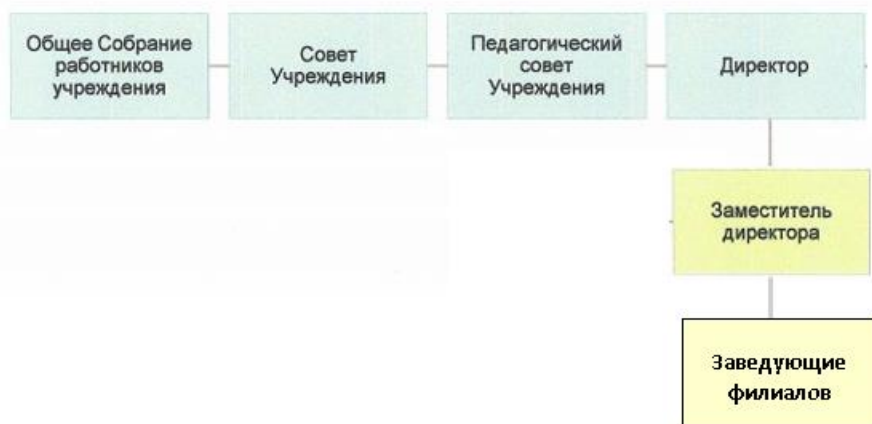 Общее Собрание
работников
учреждения
Совет
Учреждения
Педагогический
совет
Учреждения
Директор
Заместитель
директора
Заведующие
филиалов